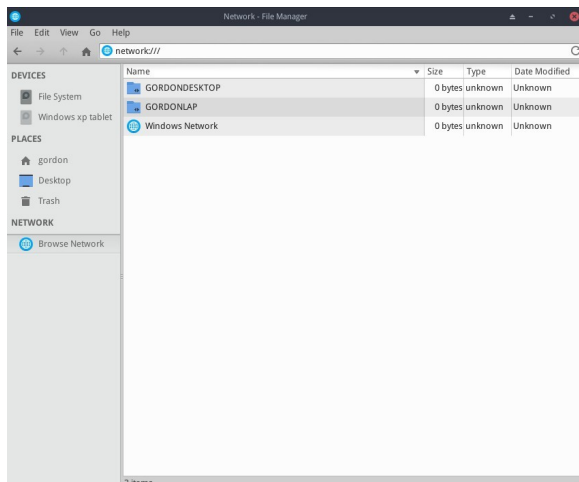 Network - File Manager
File Edit View Go Help
network:///
DEVICES
File System
Windows xp tablet
PLACES
gordon
Desktop
Trash
NETWORK
Browse Network
Name Size Type Date Modified
GORDONDESKTOP 0 bytes unknown Unknown
GORDONLAP 0 bytes unknown Unknown
Windows Network 0 bytes unknown Unknown